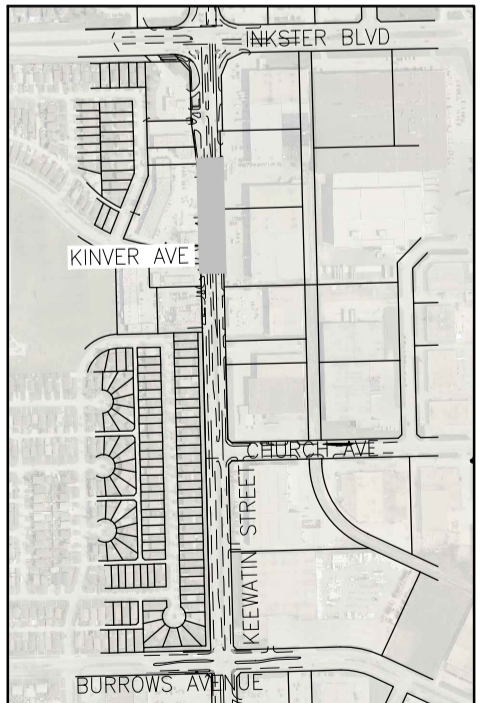 INKSTER BLVD
KINVER AVE
CHURCH AVE
KEEWATIN STREET
BURROWS AVENUE